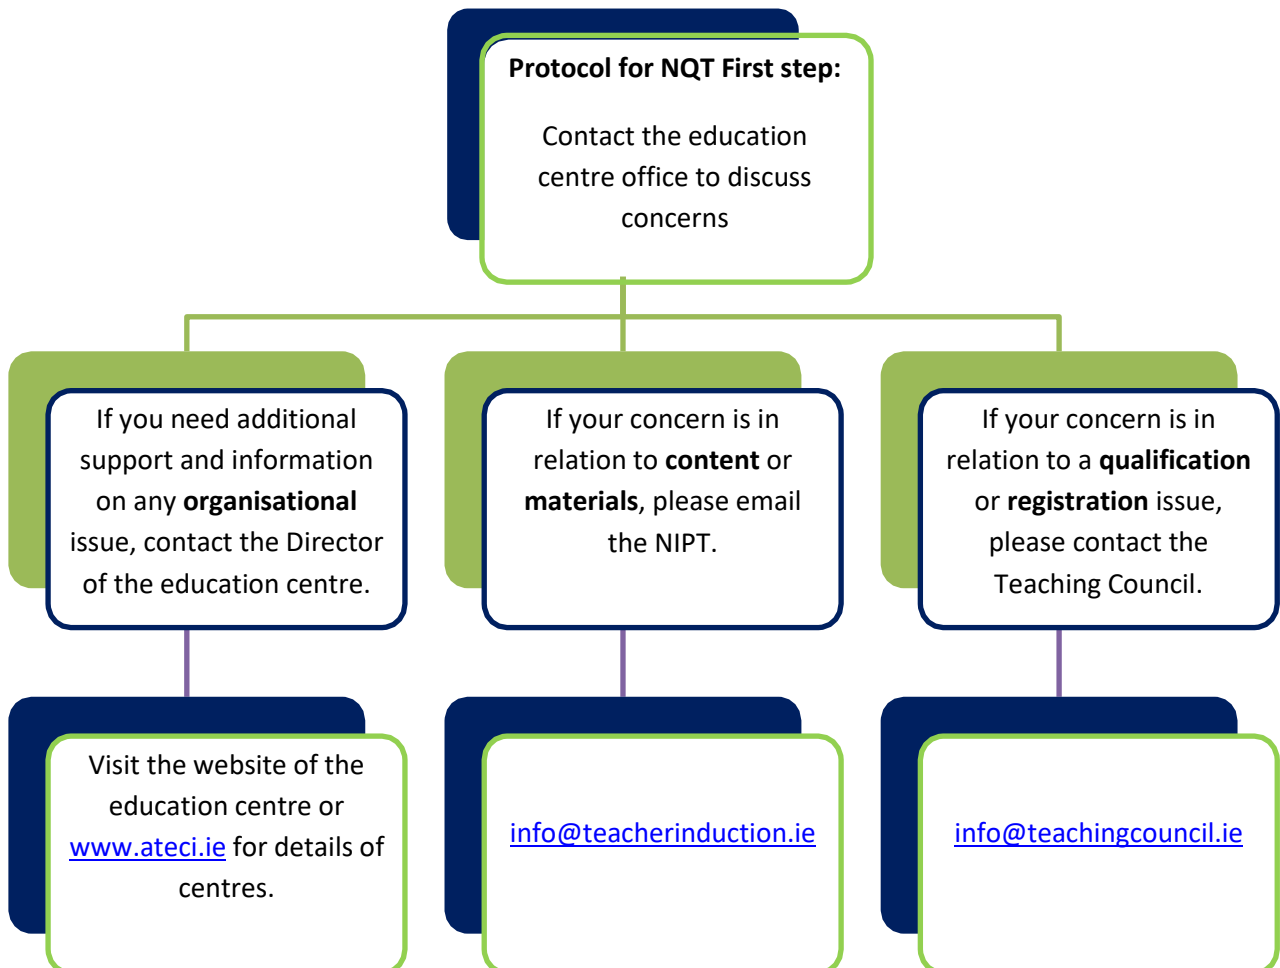 Protocol for NQT First step:
Contact the education
centre office to discuss
concerns
If you need additional
support and information
on any organisational
issue, contact the Director
of the education centre.
If your concern is in
relation to content or
materials, please email
the NIPT.
If your concern is in
relation to a qualification
or registration issue,
please contact the
Teaching Council.
Visit the website of the
education centre or
www.ateci.ie for details of
centres.
info@teacherinduction.ie
info@teachingcouncil.ie